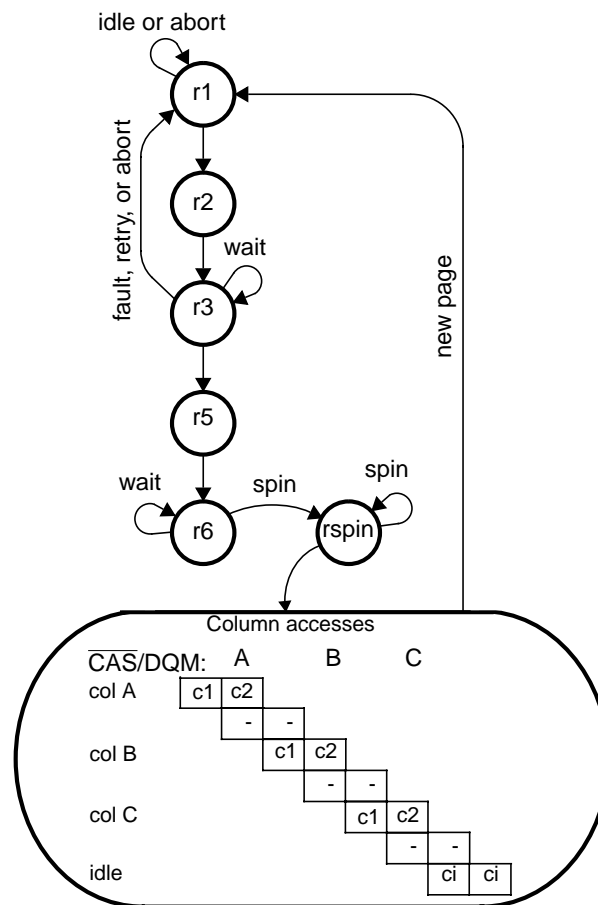 idle or abort
r1
fault, retry, or abort
r2
wait
r3
new page
r5
wait
spin
spin
r6
rspin
Column accesses
CAS/DQM: A B C
col A c1 c2
- -
col B c1 c2
- -
col C c1 c2
- -
idle ci ci